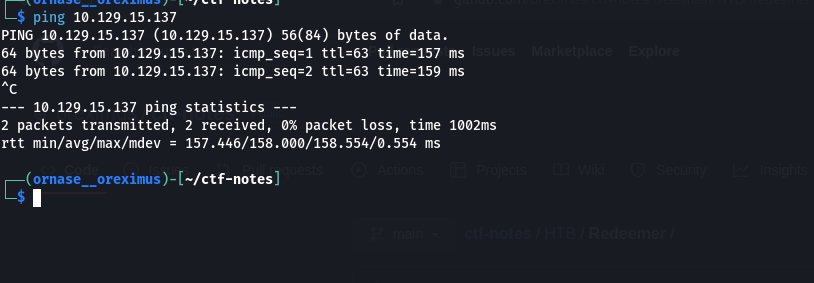 github.com/
$ ping 10.129.15.137
PING 10.129.15.137 (10.129.15.137) 56(84) bytes of data.
64 bytes from 10.129.15.137: icmp_seq=1 ttl=63 time=157 ms
Issues Marketplace Explore
64 bytes from 10.129.15.137: icmp_seq=2 ttl=63 time=159 ms
^C
--- 10.129.15.137 ping statistics ---
2 packets transmitted, 2 received, 0% packet loss, time 1002ms
rtt min/avg/max/mdev = 157.446/158.000/158.554/0.554 ms
Code Issues Pull requests Actions Projects Wiki Security Insights
(ornase__oreximus)-[~/ctf-notes]
$
main ctf-notes / HTB / Redeemer /